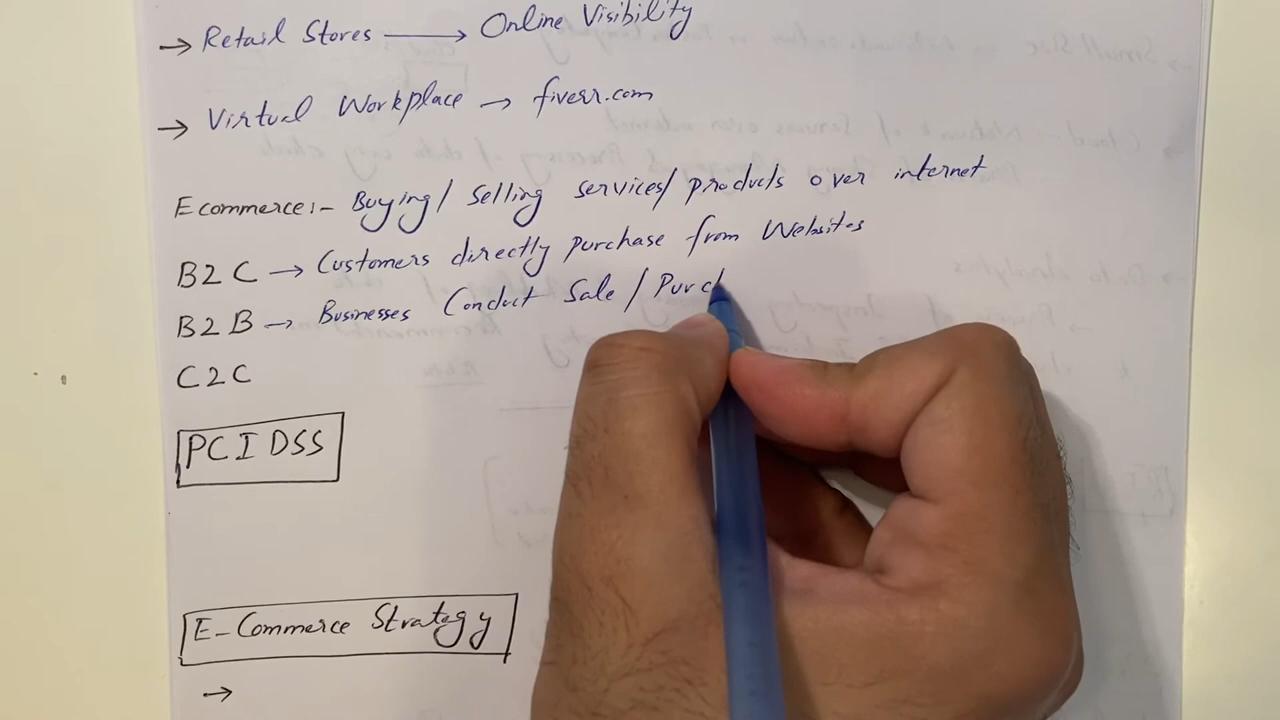 → Retail Stores → Online Visibility
→ Virtual Workplace → fiverr.com
Ecommerce:- Buying/ Selling services/ products over internet
B2C → Customers directly purchase from Websites
B2B → Businesses Conduct Sale / Purch
C2C
PCI DSS
E-Commerce Strategy
→